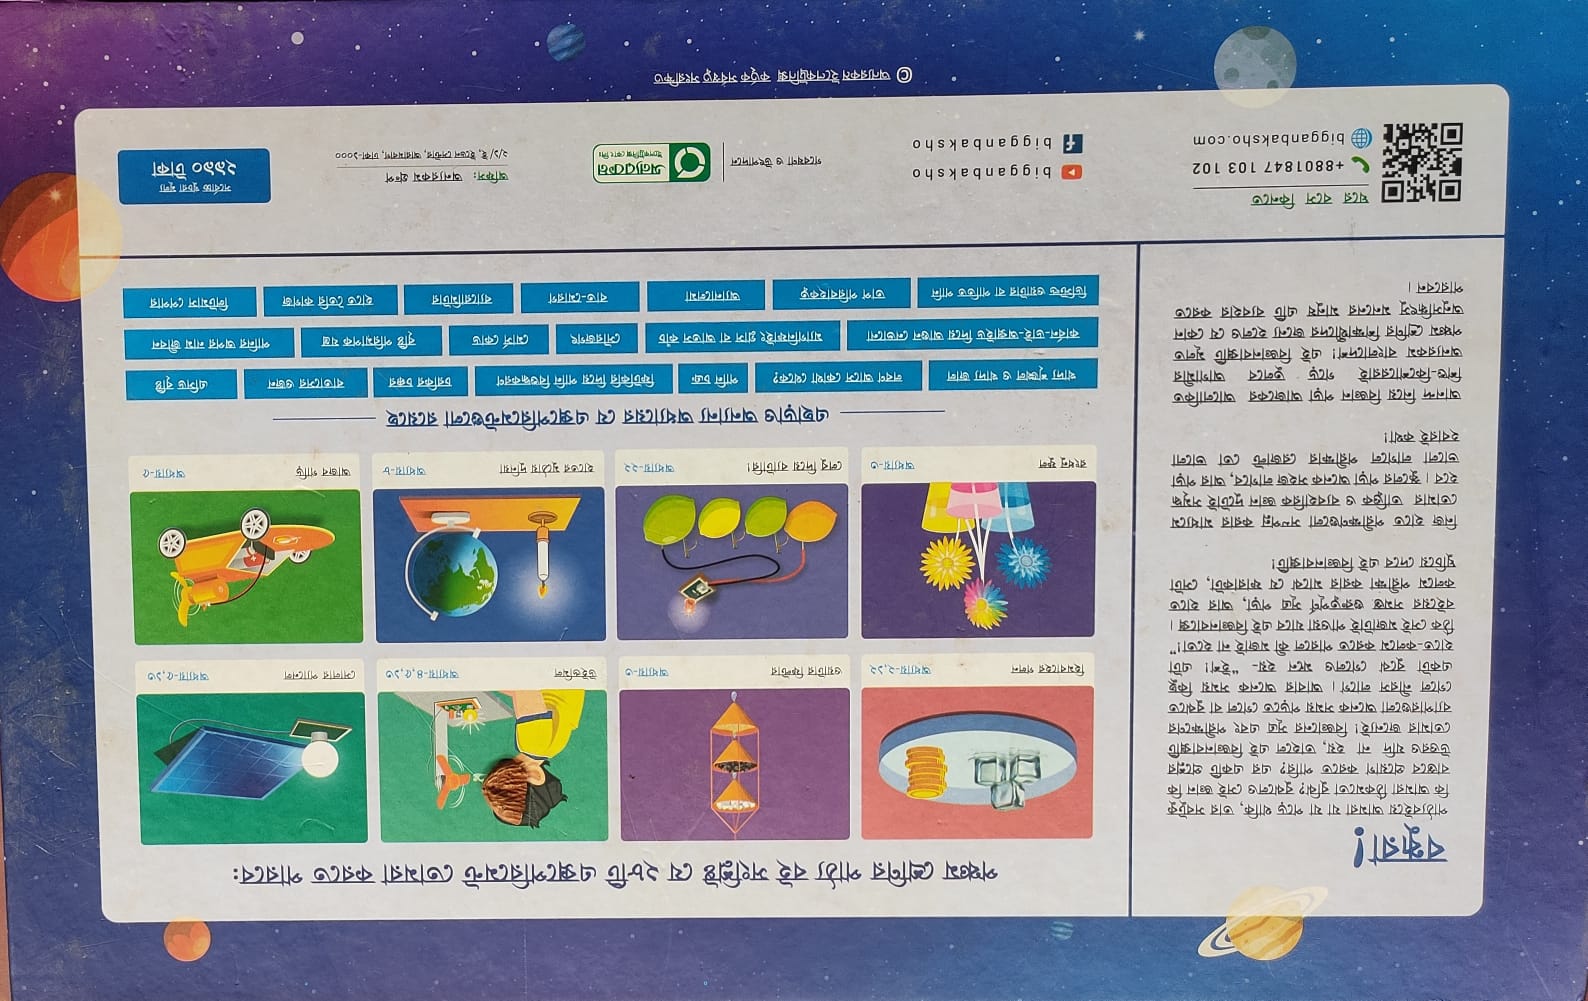 বন্ধুরা!
পাঠ্যবইয়ে আমরা যা যা পড়ে থাকি, তার সবটুকু
কি আমরা ঠিকমতো বুঝি? বুঝলেও সেই জ্ঞান কি
বাস্তবে প্রয়োগ করতে পারি? এর একটি প্রশ্নের
উত্তরও যদি না হয়, তাহলে এই বিজ্ঞানবাক্সটি
তোমার জন্যেই! বিজ্ঞানের সূত্র এবং পরীক্ষণের
ব্যাপারগুলো অনেক সময় পড়তে গেলে বা বুঝতে
গেলে নীরস লাগে। আবার অনেক সময় কিছু
একটা বুঝে গেলেও মনে হয়- “ইশ! এটা
হাতে-কলমে করতে পারলে কী মজাই না হতো!”
ঠিক সেই মজাটাই পাওয়া যাবে এই বিজ্ঞানবাক্সে।
বইয়ের সমস্ত গুরুত্বপূর্ণ সূত্র পড়া, আর হাতে
কলমে পরীক্ষা করার মাঝে যে ফারাকটা, সেটা
ঘুচিয়ে দেবে এই বিজ্ঞানবাক্সটি!
নিজ হাতে পরীক্ষণগুলো সম্পন্ন করার মাধ্যমে
তোমার তাত্ত্বিক ও ব্যবহারিক জ্ঞান দুটোই সমৃদ্ধ
হবে। স্কুলের পড়া অনেক সহজ লাগবে, আর পড়া
ভালো লাগলে পরীক্ষার রেজাল্ট তো ভালো
হবারই কথা!
আনন্দ নিয়ে বিজ্ঞান পড়া আজকের আলোকিত
শিশু-কিশোরেরাই গড়ে তুলবে আগামীর
অন্যরকম বাংলাদেশ! এই বিজ্ঞানবাক্সটি মূলত
পঞ্চম শ্রেণির শিক্ষার্থীদের জন্যে হলেও যে কোন
অনুসন্ধিৎসু মননের মানুষ এটি ব্যবহার করতে
পারবেন।
পঞ্চম শ্রেণির পাঠ্য বই সংশ্লিষ্ট যে ২৮টি এক্সপেরিমেন্ট তোমরা করতে পারবে:
হিমবাহের গলন অধ্যায়-২,১২
ওয়াটার ফিল্টার অধ্যায়-৩
উইন্ডমিল অধ্যায়-৪,৫,১৩
সোলার প্যানেল অধ্যায়-৫,১৩
রংধনু ফুল অধ্যায়-৩
লেবু দিয়ে ব্যাটারি! অধ্যায়-২২
হাতের মুঠোয় দুনিয়া অধ্যায়-৮
আজব গাড়ি অধ্যায়-৫
এছাড়াও অন্যান্য অধ্যায়ের যে এক্সপেরিমেন্টগুলো রয়েছে
খাদ্য শৃঙ্খল ও খাদ্য জাল লবণ আসে কোথা থেকে? পানি চক্র ফিটকিরি দিয়ে পানি বিশুদ্ধকরণ চরকির চক্কর বাতাসের ওজন এসিড বৃষ্টি
কার্বন-ডাই-অক্সাইড দিয়ে আগুন নেভানো ম্যাগনিফাইং গ্লাস বা আতস কাঁচ সৌরজগৎ মোর্স কোড বৃষ্টি পরিমাপক যন্ত্র পানির অপর নাম জীবন
ডিস্টিল্ড ওয়াটার বা পাতিত পানি তাপ পরিবাহকত্ব অ্যানালেমা বাত-মোরগ ব্যারোমিটার হাতে তৈরি কাগজ লিটমাস পেপার
ঘরে বসে কিনতে
+8801847 103 102
bigganbaksho.com
bigganbaksho
bigganbaksho
গবেষণা ও উৎপাদনে
অন্যরকম
ইলেকট্রনিক্স কোং লিঃ
অফিস: অন্যরকম গ্রুপ
২/১/ ই, ইডেন সেন্টার, আরামবাগ, ঢাকা-১০০০
সর্বোচ্চ খুচরা মূল্য
২৯৯০ টাকা
© অন্যরকম ইলেকট্রনিক্স কর্তৃক সর্বস্বত্ব সংরক্ষিত